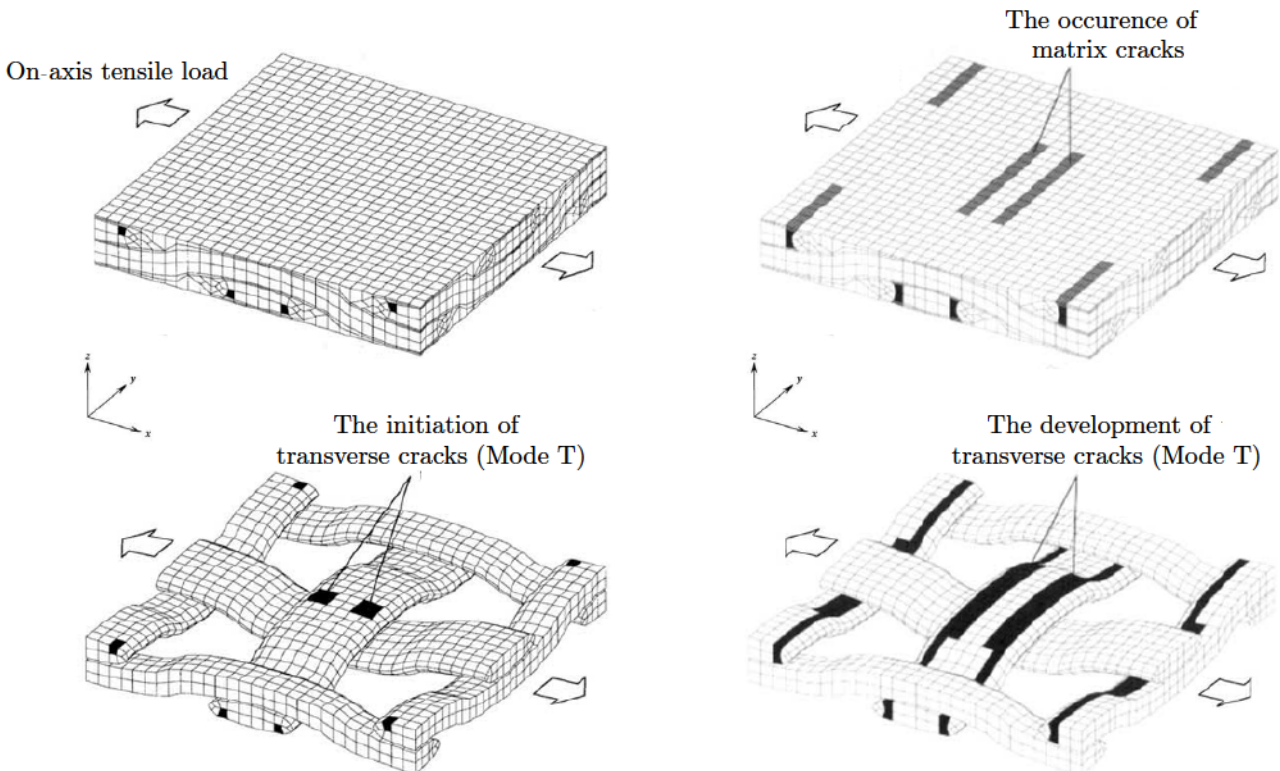 The occurence of
matrix cracks
On-axis tensile load
z
y
x
z
y
x
The initiation of
transverse cracks (Mode T)
The development of
transverse cracks (Mode T)